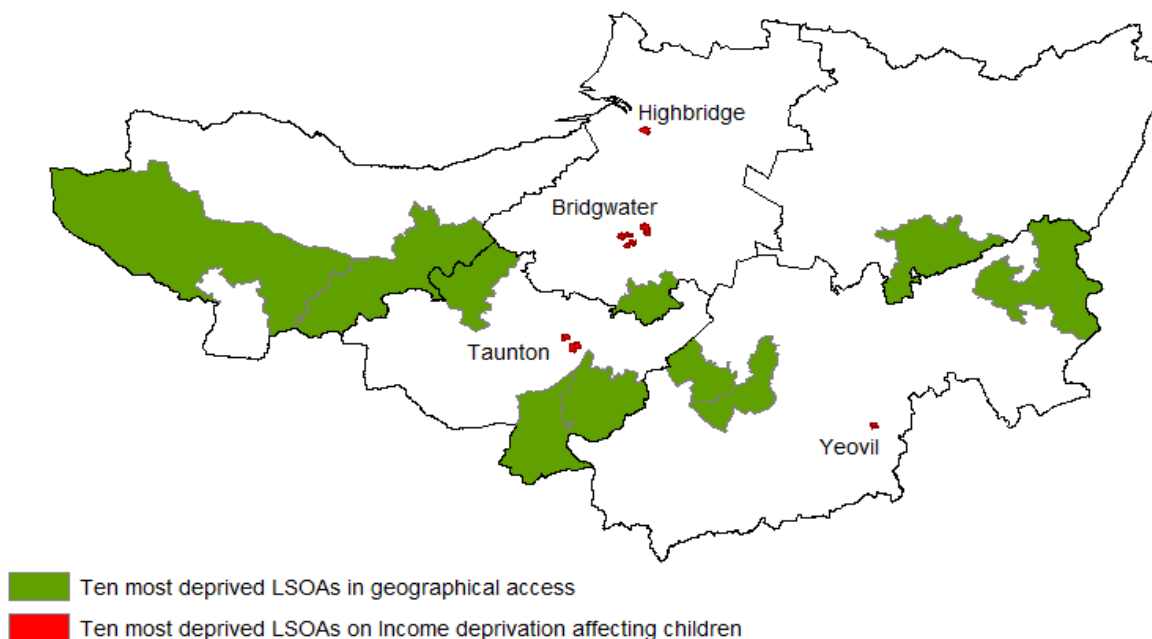 Highbridge
Bridgwater
Taunton
Yeovil
Ten most deprived LSOAs in geographical access
Ten most deprived LSOAs on Income deprivation affecting children